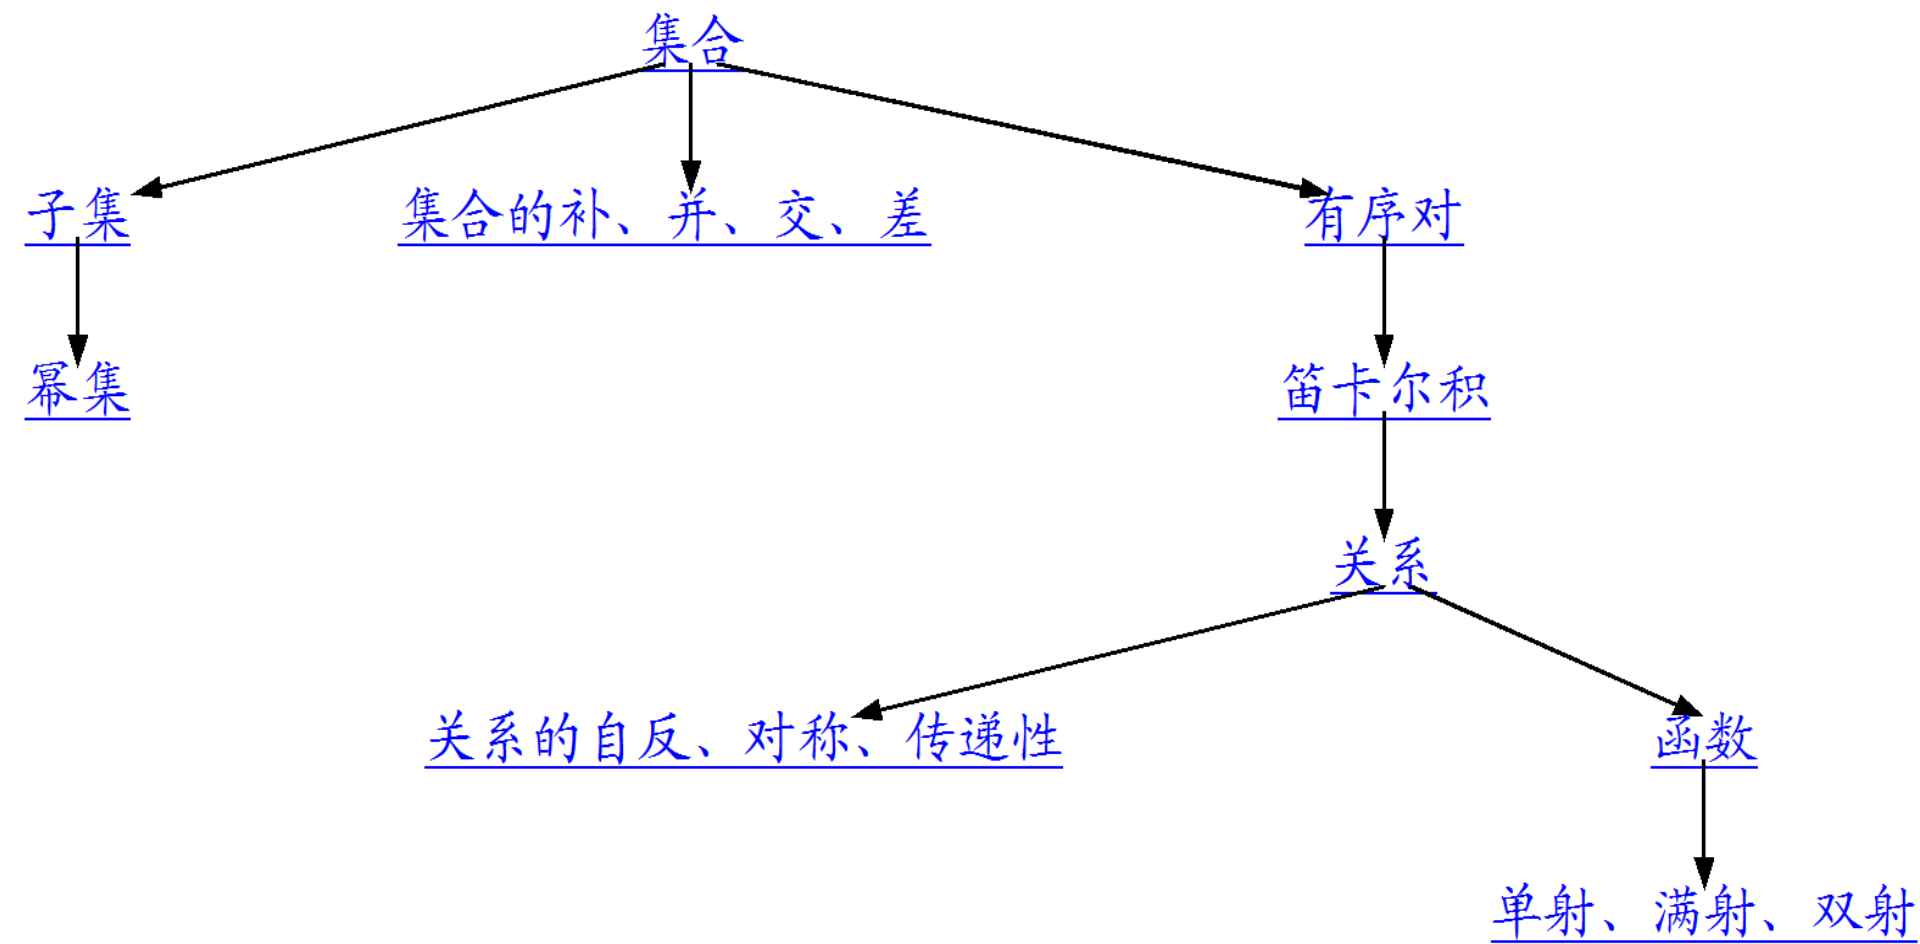 集合
子集
集合的补、并、交、差
有序对
幂集
笛卡尔积
关系
关系的自反、对称、传递性
函数
单射、满射、双射